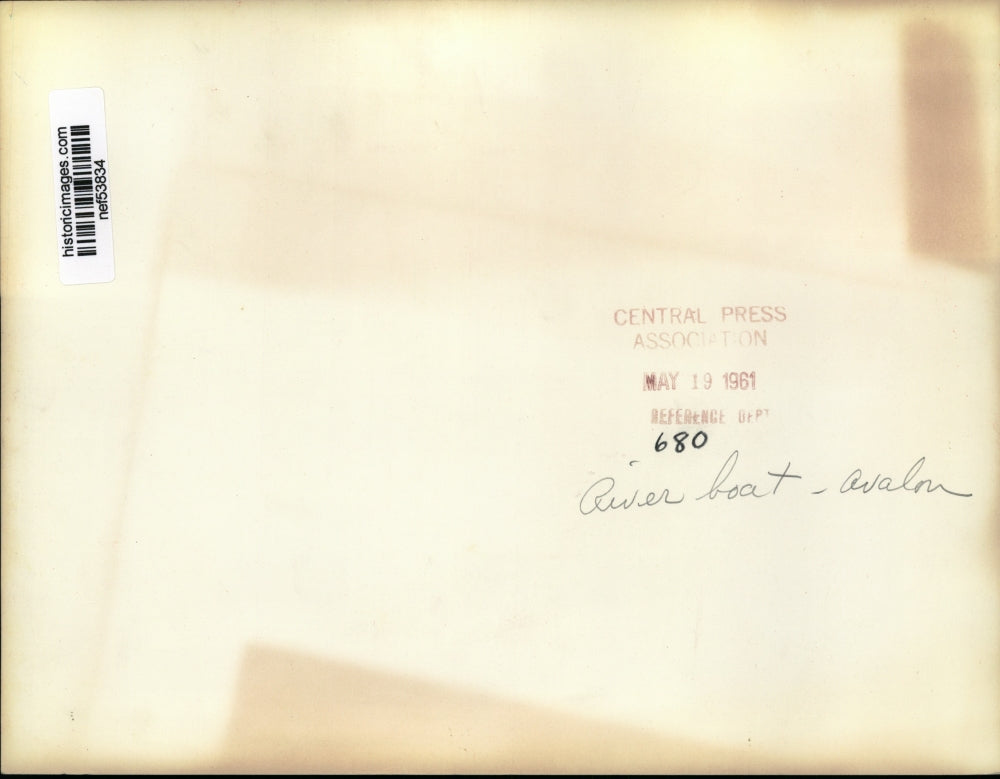 historicimages.com
nef53834
CENTRAL PRESS
ASSOCIATION
MAY 19 1961
REFERENCE DEPT
680
River boat - avalon